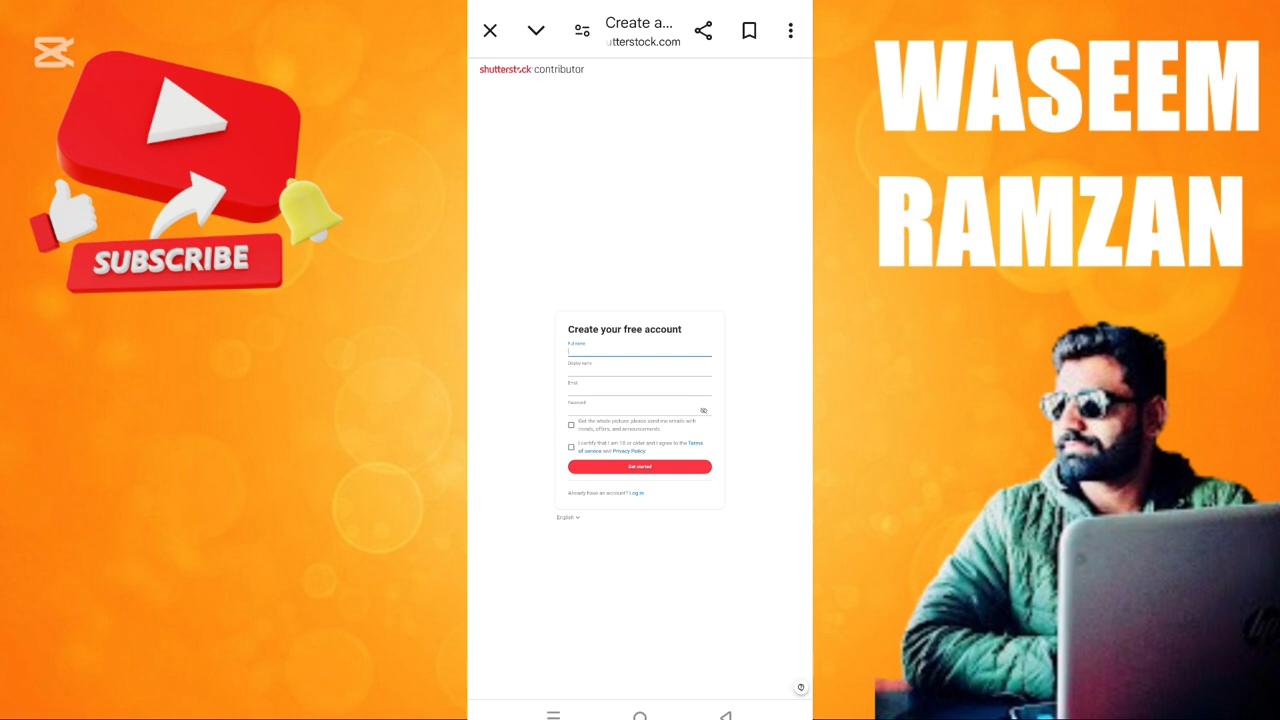 SUBSCRIBE
Create a...
utterstock.com
shutterstock contributor
Create your free account
Full name
Display name
Email
Password
Get the whole picture: please send me emails with
trends, offers, and announcements.
I certify that I am 18 or older and I agree to the Terms
of service and Privacy Policy.
Get started
Already have an account? Log in
English
WASEEM
RAMZAN
hp